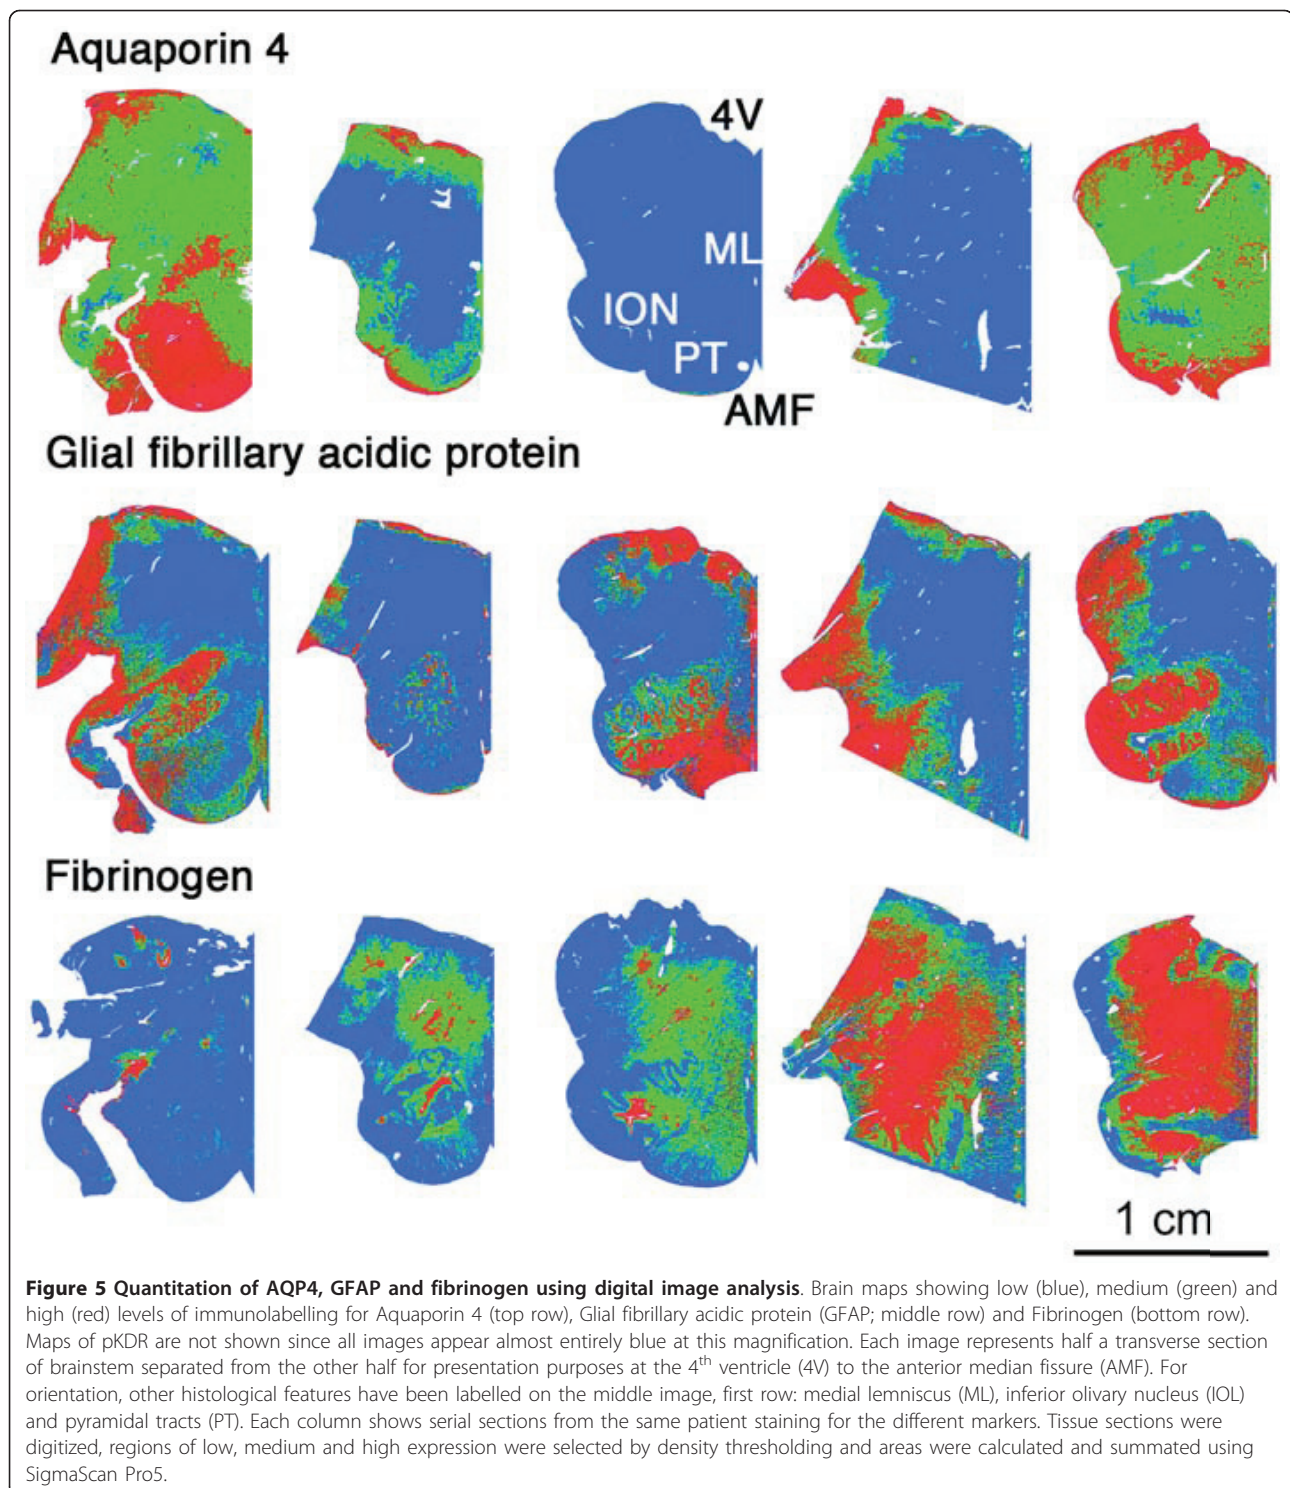 Aquaporin 4
4V
ML
ION
PT
AMF
Glial fibrillary acidic protein
Fibrinogen
1 cm
Figure 5 Quantitation of AQP4, GFAP and fibrinogen using digital image analysis. Brain maps showing low (blue), medium (green) and
high (red) levels of immunolabelling for Aquaporin 4 (top row), Glial fibrillary acidic protein (GFAP; middle row) and Fibrinogen (bottom row).
Maps of pKDR are not shown since all images appear almost entirely blue at this magnification. Each image represents half a transverse section
of brainstem separated from the other half for presentation purposes at the 4th ventricle (4V) to the anterior median fissure (AMF). For
orientation, other histological features have been labelled on the middle image, first row: medial lemniscus (ML), inferior olivary nucleus (IOL)
and pyramidal tracts (PT). Each column shows serial sections from the same patient staining for the different markers. Tissue sections were
digitized, regions of low, medium and high expression were selected by density thresholding and areas were calculated and summated using
SigmaScan Pro5.